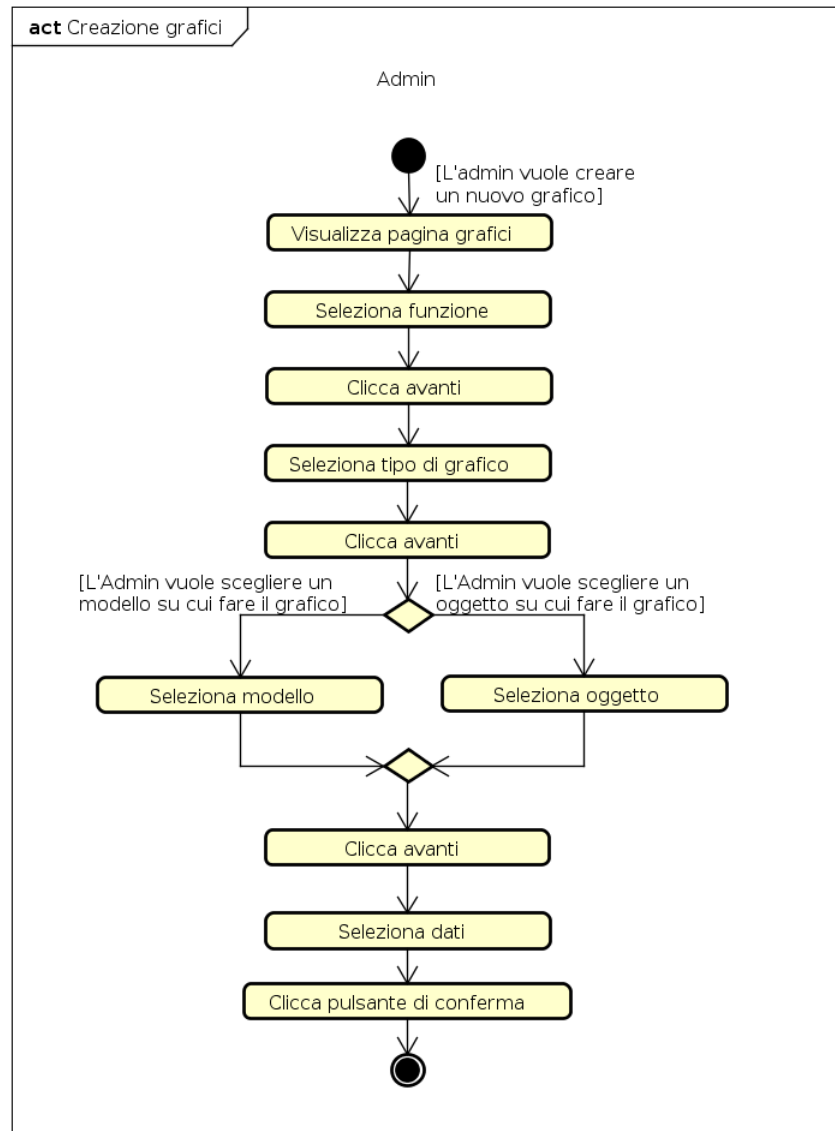 act Creazione grafici
Admin
[L'admin vuole creare
un nuovo grafico]
Visualizza pagina grafici
Seleziona funzione
Clicca avanti
Seleziona tipo di grafico
Clicca avanti
[L'Admin vuole scegliere un
modello su cui fare il grafico]
[L'Admin vuole scegliere un
oggetto su cui fare il grafico]
Seleziona modello
Seleziona oggetto
Clicca avanti
Seleziona dati
Clicca pulsante di conferma